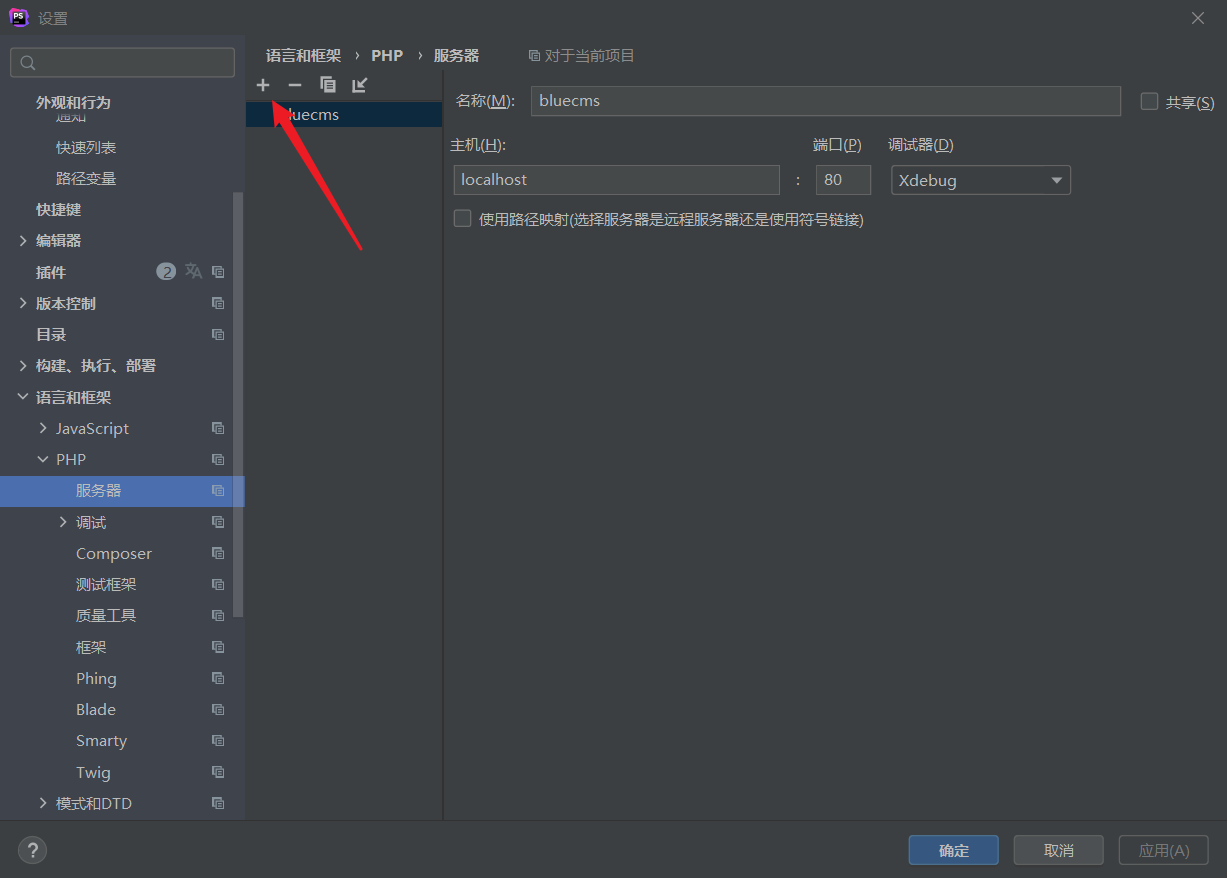 PS 设置
语言和框架 › PHP › 服务器 对于当前项目
外观和行为
通知
快速列表
路径变量
快捷键
编辑器
插件 2
版本控制
目录
构建、执行、部署
语言和框架
JavaScript
PHP
服务器
调试
Composer
测试框架
质量工具
框架
Phing
Blade
Smarty
Twig
模式和DTD
luecms
名称(M): bluecms 共享(S)
主机(H): 端口(P) 调试器(D)
localhost : 80 Xdebug
使用路径映射(选择服务器是远程服务器还是使用符号链接)
? 确定 取消 应用(A)